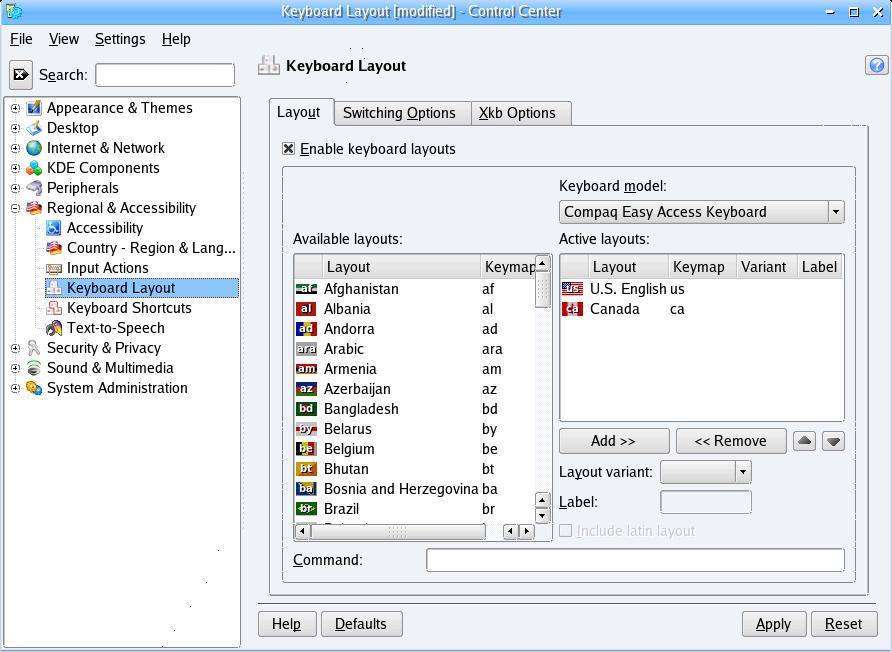 Keyboard Layout [modified] - Control Center
File View Settings Help
Search:
Keyboard Layout
Appearance & Themes
Desktop
Internet & Network
KDE Components
Peripherals
Regional & Accessibility
Accessibility
Country - Region & Lang...
Input Actions
Keyboard Layout
Keyboard Shortcuts
Text-to-Speech
Security & Privacy
Sound & Multimedia
System Administration
Layout Switching Options Xkb Options
Enable keyboard layouts
Keyboard model:
Compaq Easy Access Keyboard
Available layouts:
Layout Keymap
af Afghanistan af
al Albania al
ad Andorra ad
ara Arabic ara
am Armenia am
az Azerbaijan az
bd Bangladesh bd
by Belarus by
be Belgium be
bt Bhutan bt
ba Bosnia and Herzegovina ba
br Brazil br
Active layouts:
Layout Keymap Variant Label
us U.S. English us
ca Canada ca
Add >> << Remove
Layout variant:
Label:
Include latin layout
Command:
Help Defaults Apply Reset